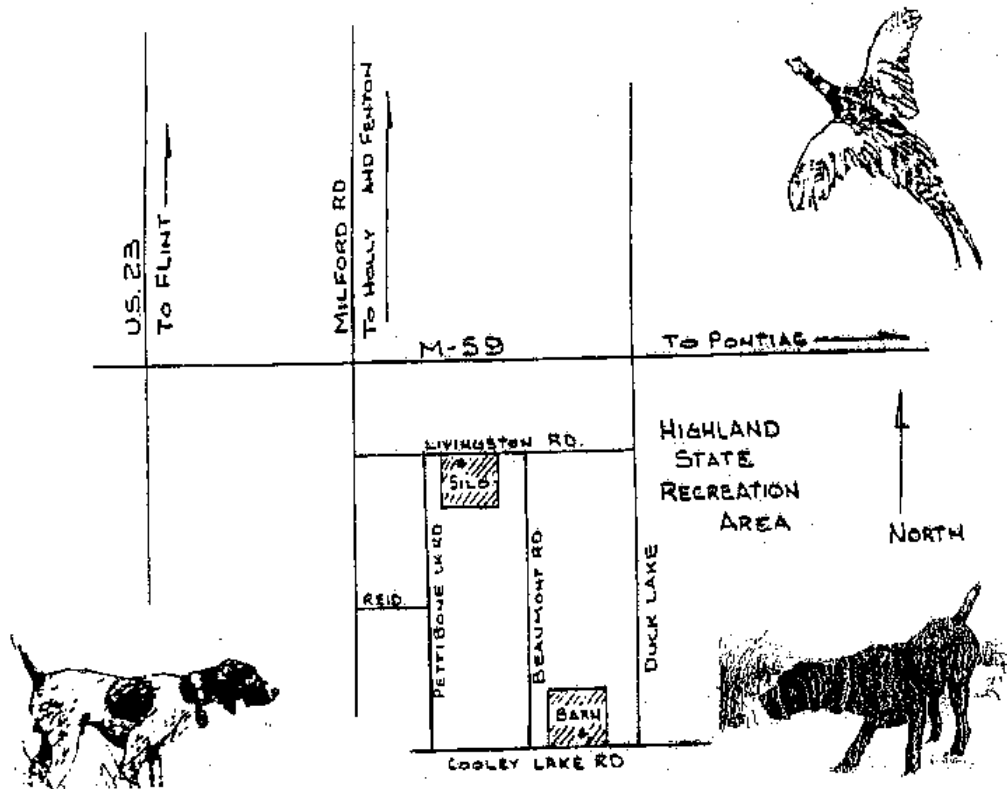 U.S. 23
TO FLINT
MILFORD RD
TO HOLLY AND FENTON
M-59
TO PONTIAC
LIVINGSTON RD.
SILO
HIGHLAND
STATE
RECREATION
AREA
NORTH
REID
PETTIBONE LK RD
BEAUMONT RD
DUCK LAKE
BARN
COOLEY LAKE RD